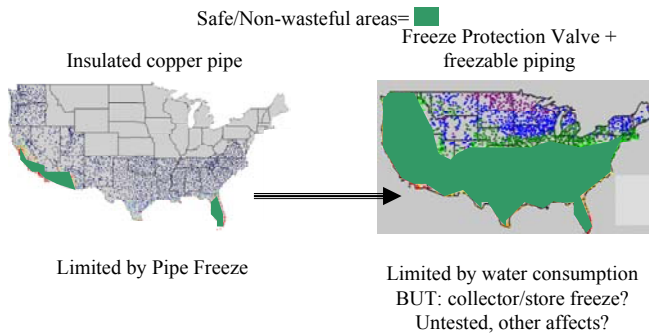 Safe/Non-wasteful areas=
Insulated copper pipe
Freeze Protection Valve +
freezable piping
Limited by Pipe Freeze
Limited by water consumption
BUT: collector/store freeze?
Untested, other affects?